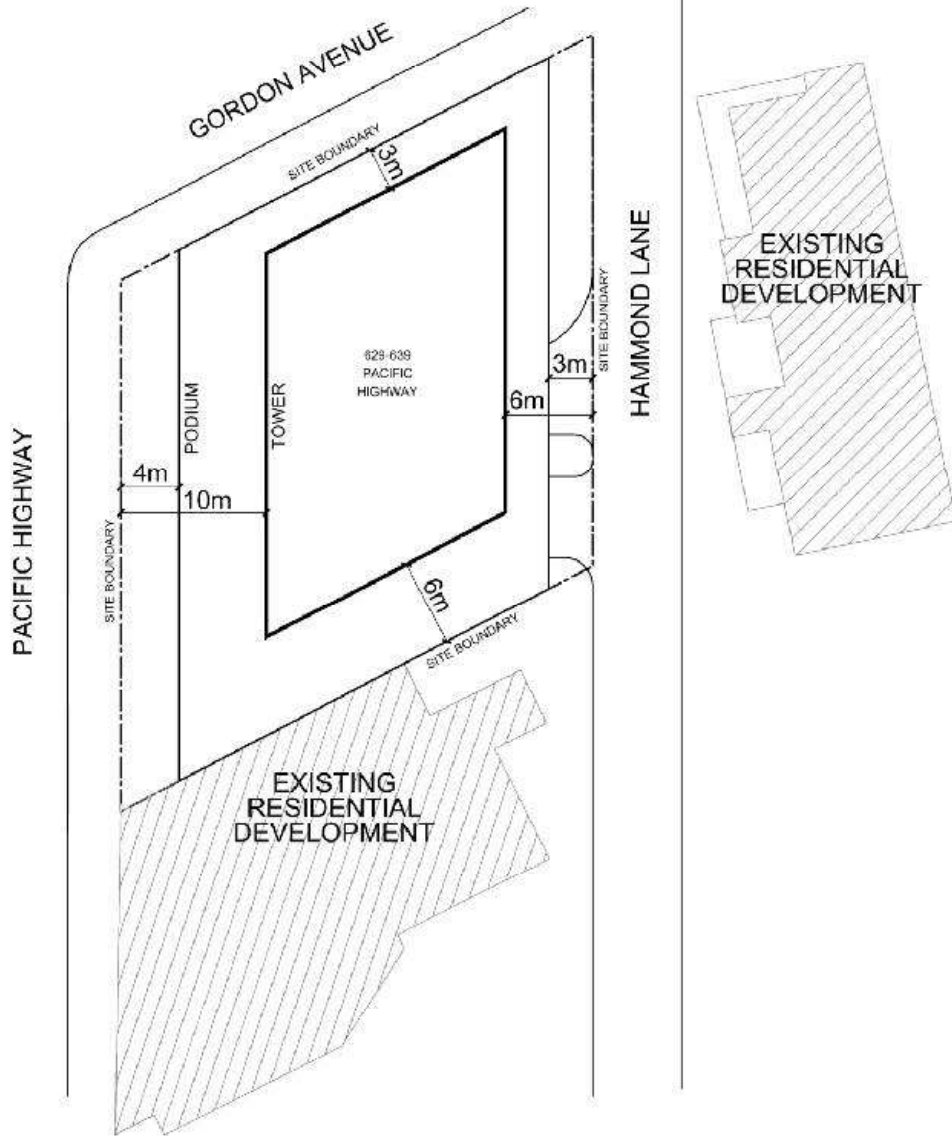 GORDON AVENUE
SITE BOUNDARY
3m
EXISTING
RESIDENTIAL
DEVELOPMENT
HAMMOND LANE
SITE BOUNDARY
629-639
PACIFIC
HIGHWAY
3m
6m
PODIUM
TOWER
PACIFIC HIGHWAY
4m
10m
SITE BOUNDARY
6m
SITE BOUNDARY
EXISTING
RESIDENTIAL
DEVELOPMENT